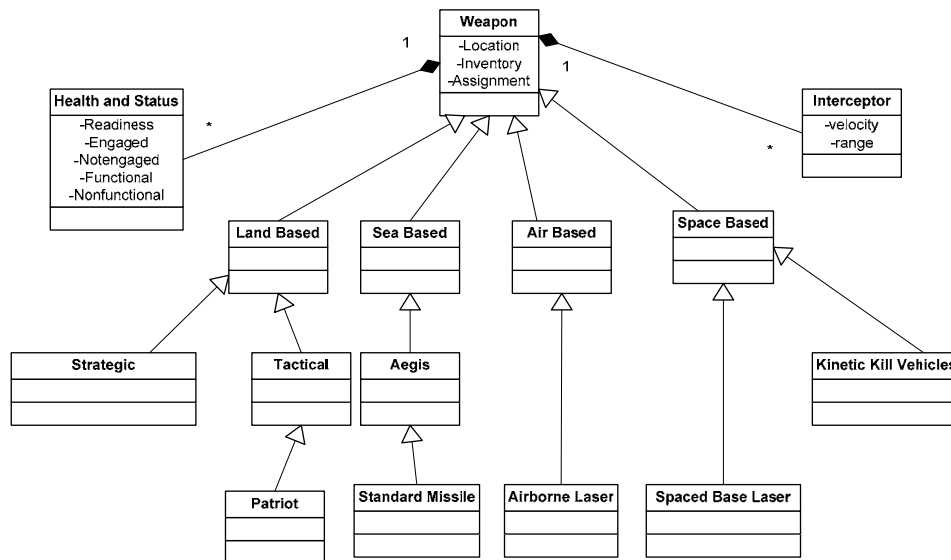 Weapon
-Location
-Inventory
-Assignment
1
1
Health and Status
-Readiness
-Engaged
-Notengaged
-Functional
-Nonfunctional
*
Interceptor
-velocity
-range
*
Land Based
Sea Based
Air Based
Space Based
Strategic
Tactical
Aegis
Kinetic Kill Vehicles
Patriot
Standard Missile
Airborne Laser
Spaced Base Laser